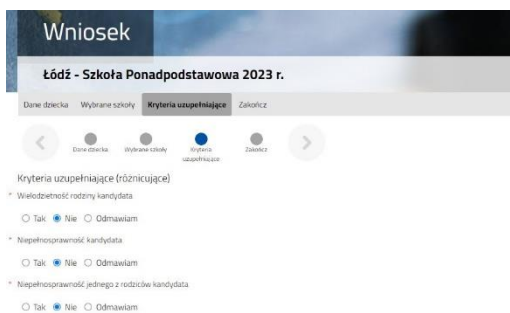 Wniosek
Łódź - Szkoła Ponadpodstawowa 2023 r.
Dane dziecka Wybrane szkoły Kryteria uzupełniające Zakończ
Dane dziecka Wybrane szkoły Kryteria uzupełniające Zakończ
Kryteria uzupełniające (różnicujące)
* Wielodzietność rodziny kandydata
Tak Nie Odmawiam
* Niepełnosprawność kandydata
Tak Nie Odmawiam
* Niepełnosprawność jednego z rodziców kandydata
Tak Nie Odmawiam